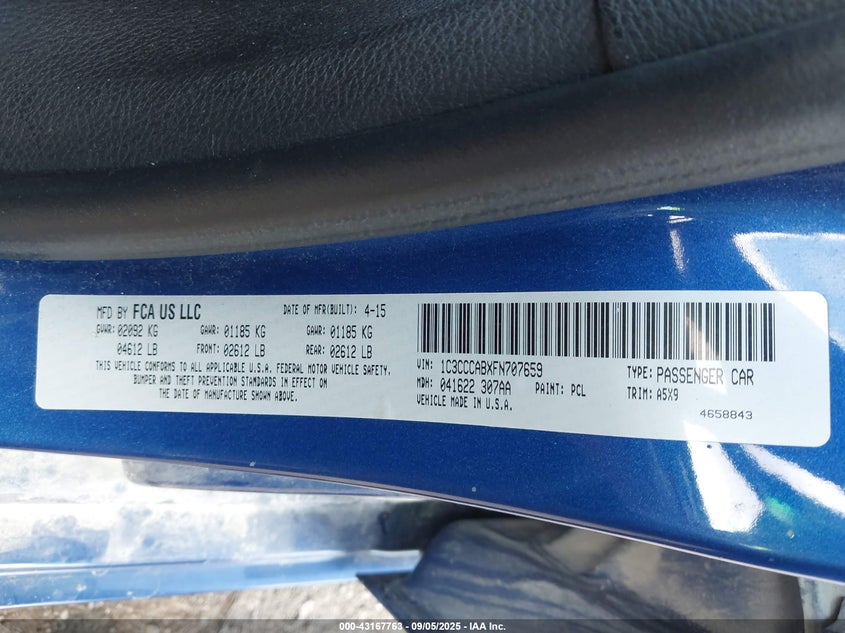 MFD BY FCA US LLC DATE OF MFR(BUILT): 4-15
GVWR: 02092 KG GAWR: 01185 KG GAWR: 01185 KG
04612 LB FRONT: 02612 LB REAR: 02612 LB
THIS VEHICLE CONFORMS TO ALL APPLICABLE U.S. FEDERAL MOTOR VEHICLE SAFETY,
BUMPER AND THEFT PREVENTION STANDARDS IN EFFECT ON
THE DATE OF MANUFACTURE SHOWN ABOVE.
VIN: 1C3CCCABXFN707659 TYPE: PASSENGER CAR
MDH: 041622 307AA PAINT: PCL TRIM: A5X9
VEHICLE MADE IN U.S.A.
4658843
000-43167763 - 09/05/2025 - IAA Inc.